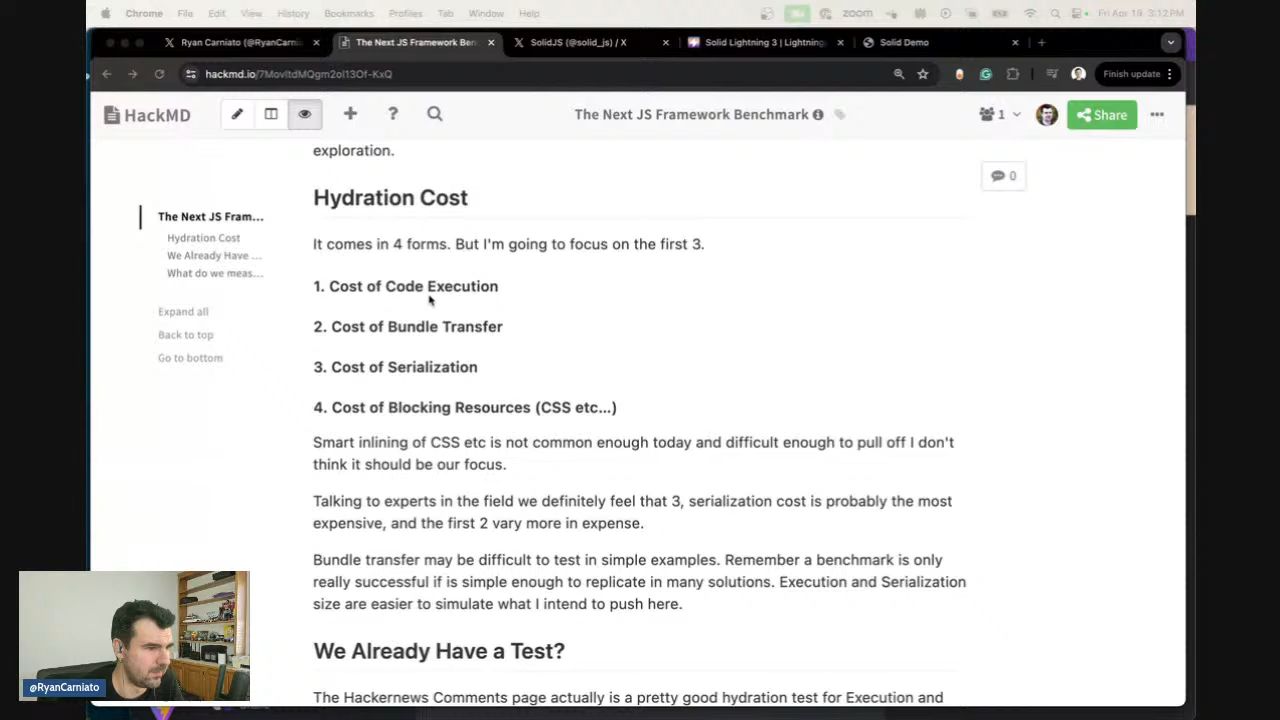 Chrome File Edit View History Bookmarks Profiles Tab Window Help zoom Fri Apr 19 3:12 PM
Ryan Carniato (@RyanCarni
The Next JS Framework Ben
SolidJS (@solid_js) / X
Solid Lightning 3 | Lightning
Solid Demo
hackmd.io/7MovltdMQgm2oI13Of-KxQ
Finish update
HackMD
The Next JS Framework Benchmark
1
Share
exploration.
0
Hydration Cost
The Next JS Fram...
Hydration Cost
We Already Have ...
What do we meas...
Expand all
Back to top
Go to bottom
It comes in 4 forms. But I'm going to focus on the first 3.
1. Cost of Code Execution
2. Cost of Bundle Transfer
3. Cost of Serialization
4. Cost of Blocking Resources (CSS etc...)
Smart inlining of CSS etc is not common enough today and difficult enough to pull off I don't
think it should be our focus.
Talking to experts in the field we definitely feel that 3, serialization cost is probably the most
expensive, and the first 2 vary more in expense.
Bundle transfer may be difficult to test in simple examples. Remember a benchmark is only
really successful if is simple enough to replicate in many solutions. Execution and Serialization
size are easier to simulate what I intend to push here.
We Already Have a Test?
The Hackernews Comments page actually is a pretty good hydration test for Execution and
@RyanCarniato